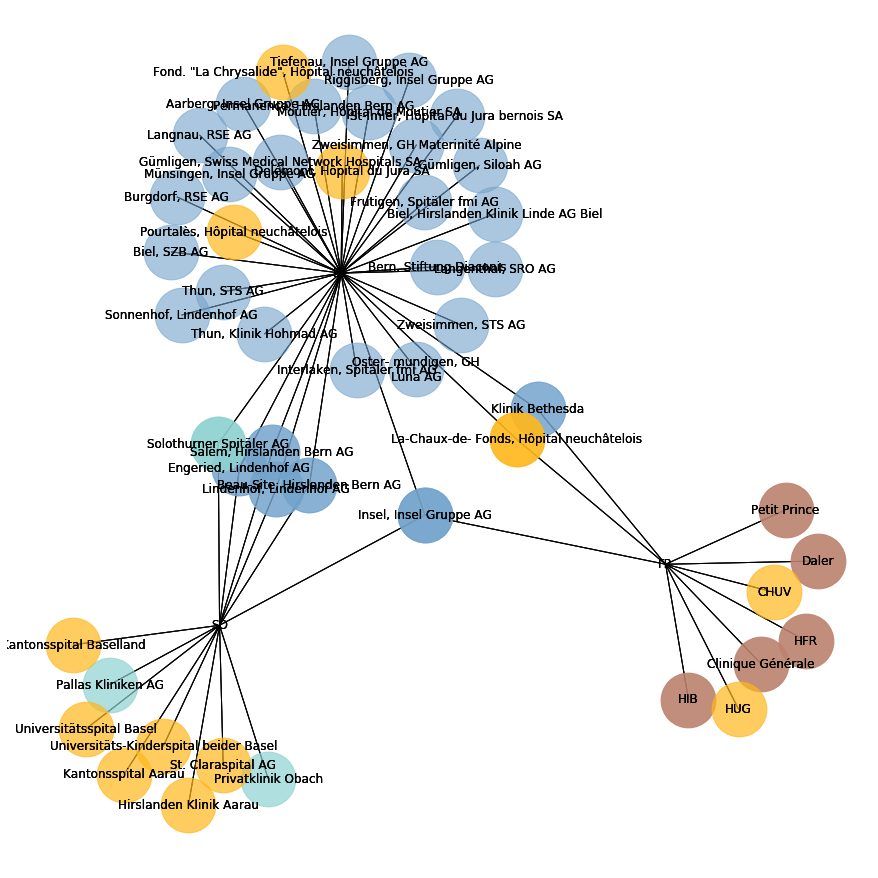 Tiefenau, Insel Gruppe AG
Fond. "La Chrysalide", Hôpital neuchâtelois
Riggisberg, Insel Gruppe AG
Aarberg, Insel Gruppe AG
Permanence, Hirslanden Bern AG
Moutier, Hôpital de Moutier SA
St-Imier, Hôpital du Jura bernois SA
Langnau, RSE AG
Zweisimmen, GH Maternité Alpine
Gümligen, Swiss Medical Network Hospitals SA
Gümligen, Siloah AG
Delémont, Hôpital du Jura SA
Münsingen, Insel Gruppe AG
Burgdorf, RSE AG
Frutigen, Spitäler fmi AG
Biel, Hirslanden Klinik Linde AG Biel
Pourtalès, Hôpital neuchâtelois
Biel, SZB AG
Bern, Stiftung Diaconis
Langenthal, SRO AG
Thun, STS AG
Sonnenhof, Lindenhof AG
Zweisimmen, STS AG
Thun, Klinik Hohmad AG
Oster- mundigen, GH
Luna AG
Interlaken, Spitäler fmi AG
Klinik Bethesda
La-Chaux-de- Fonds, Hôpital neuchâtelois
Solothurner Spitäler AG
Salem, Hirslanden Bern AG
Engeried, Lindenhof AG
Beau-Site, Hirslanden Bern AG
Lindenhof, Lindenhof AG
Insel, Insel Gruppe AG
Petit Prince
FR
Daler
CHUV
SO
HFR
Kantonsspital Baselland
Clinique Générale
Pallas Kliniken AG
HIB
HUG
Universitätsspital Basel
Universitäts-Kinderspital beider Basel
St. Claraspital AG
Kantonsspital Aarau
Privatklinik Obach
Hirslanden Klinik Aarau